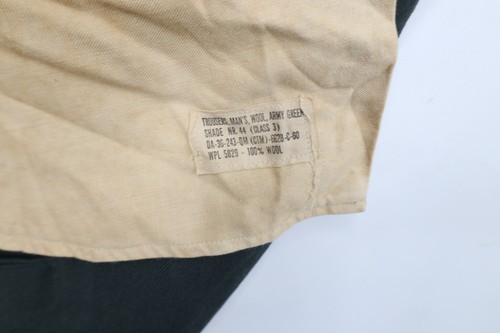 TROUSERS, MAN'S, WOOL, ARMY GREEN
SHADE NR. 44 (CLASS 3)
DA-36-243-QM (CTM)-6628-C-60
WPL 5829 - 100% WOOL